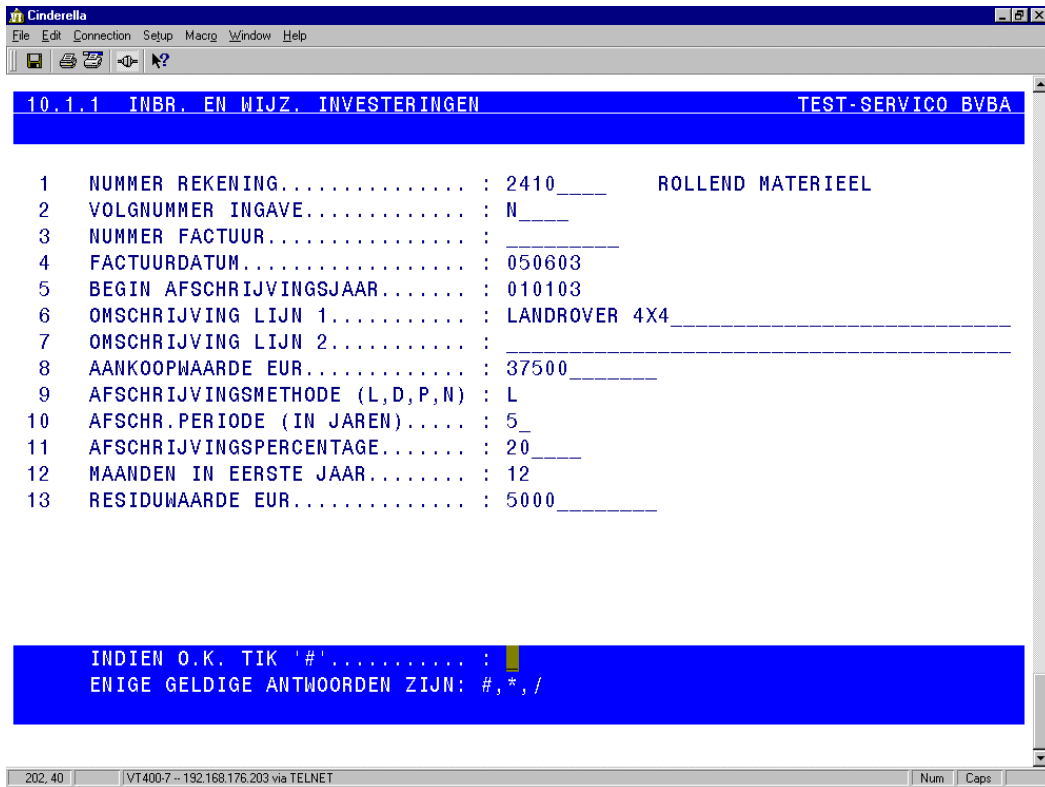 Cinderella
File Edit Connection Setup Macro Window Help
10.1.1 INBR. EN WIJZ. INVESTERINGEN TEST-SERVICO BVBA
1 NUMMER REKENING............... : 2410____ ROLLEND MATERIEEL
2 VOLGNUMMER INGAVE............. : N____
3 NUMMER FACTUUR................ : _________
4 FACTUURDATUM.................. : 050603
5 BEGIN AFSCHRIJVINGSJAAR....... : 010103
6 OMSCHRIJVING LIJN 1........... : LANDROVER 4X4___________________________
7 OMSCHRIJVING LIJN 2........... : ________________________________________
8 AANKOOPWAARDE EUR............. : 37500_______
9 AFSCHRIJVINGSMETHODE (L,D,P,N) : L
10 AFSCHR.PERIODE (IN JAREN)..... : 5_
11 AFSCHRIJVINGSPERCENTAGE....... : 20____
12 MAANDEN IN EERSTE JAAR........ : 12
13 RESIDUWAARDE EUR.............. : 5000________
INDIEN O.K. TIK '#'........... : _
ENIGE GELDIGE ANTWOORDEN ZIJN: #,*,/
202, 40 VT400-7 -- 192.168.176.203 via TELNET Num Caps